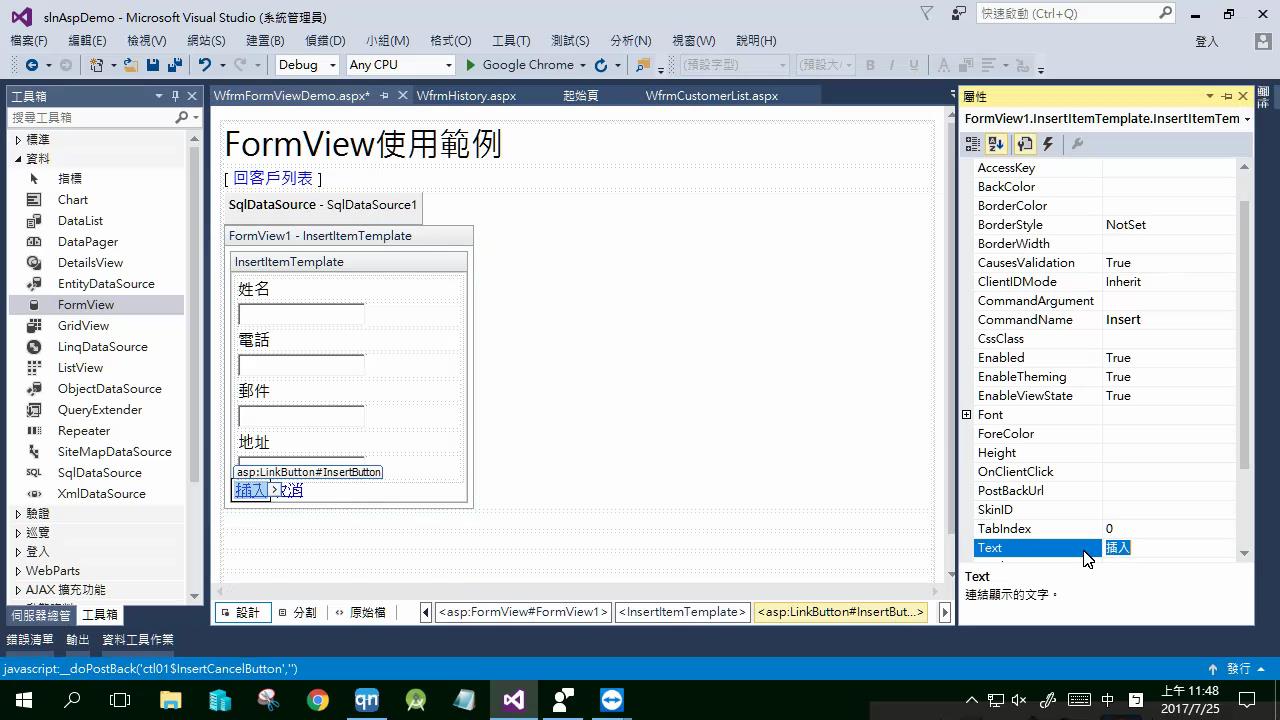 slnAspDemo - Microsoft Visual Studio (系統管理員)
快速啟動 (Ctrl+Q)
檔案(F) 編輯(E) 檢視(V) 網站(S) 建置(B) 偵錯(D) 小組(M) 格式(O) 工具(T) 測試(S) 分析(N) 視窗(W) 說明(H) 登入
Debug Any CPU Google Chrome (預設字型) (預設大 B I U A
工具箱
搜尋工具箱
標準
資料
指標
Chart
DataList
DataPager
DetailsView
EntityDataSource
FormView
GridView
LinqDataSource
ListView
ObjectDataSource
QueryExtender
Repeater
SiteMapDataSource
SqlDataSource
XmlDataSource
驗證
巡覽
登入
WebParts
AJAX 擴充功能
伺服器總管 工具箱
WfrmFormViewDemo.aspx* WfrmHistory.aspx 起始頁 WfrmCustomerList.aspx
FormView使用範例
[ 回客戶列表 ]
SqlDataSource - SqlDataSource1
FormView1 - InsertItemTemplate
InsertItemTemplate
姓名
電話
郵件
地址
asp:LinkButton#InsertButton
插入 取消
設計 分割 原始檔 <asp:FormView#FormView1> <InsertItemTemplate> <asp:LinkButton#InsertBut...>
屬性
FormView1.InsertItemTemplate.InsertItemTem
AccessKey
BackColor
BorderColor
BorderStyle NotSet
BorderWidth
CausesValidation True
ClientIDMode Inherit
CommandArgument
CommandName Insert
CssClass
Enabled True
EnableTheming True
EnableViewState True
Font
ForeColor
Height
OnClientClick
PostBackUrl
SkinID
TabIndex 0
Text 插入
Text
連結顯示的文字。
錯誤清單 輸出 資料工具作業
javascript:__doPostBack('ctl01$InsertCancelButton','') 發行
qn 中 上午 11:48
2017/7/25